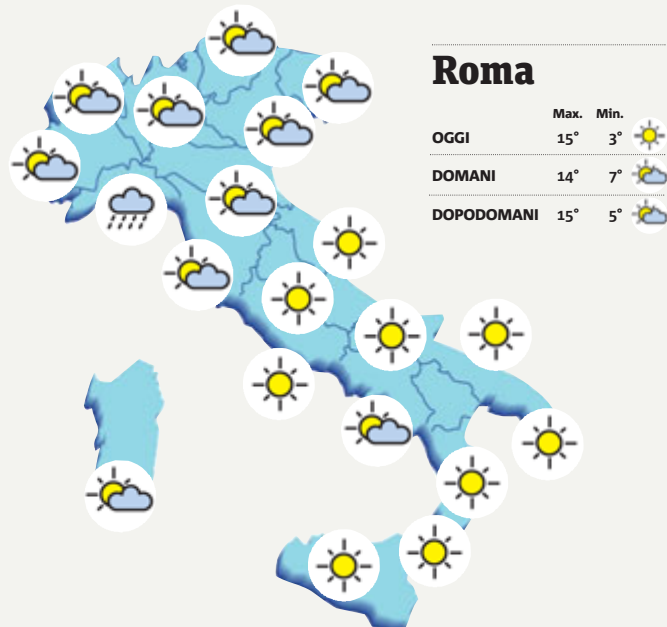 Roma
Max. Min.
OGGI 15° 3°
DOMANI 14° 7°
DOPODOMANI 15° 5°